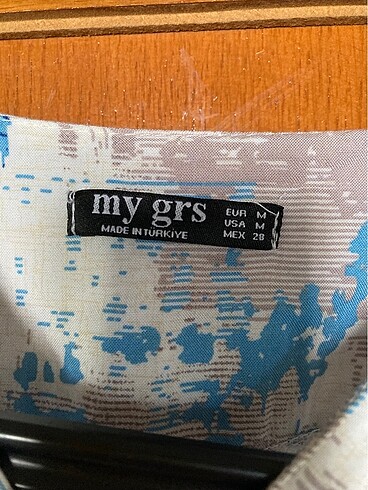 my grs
MADE IN TÜRKİYE
EUR M
USA M
MEX 28